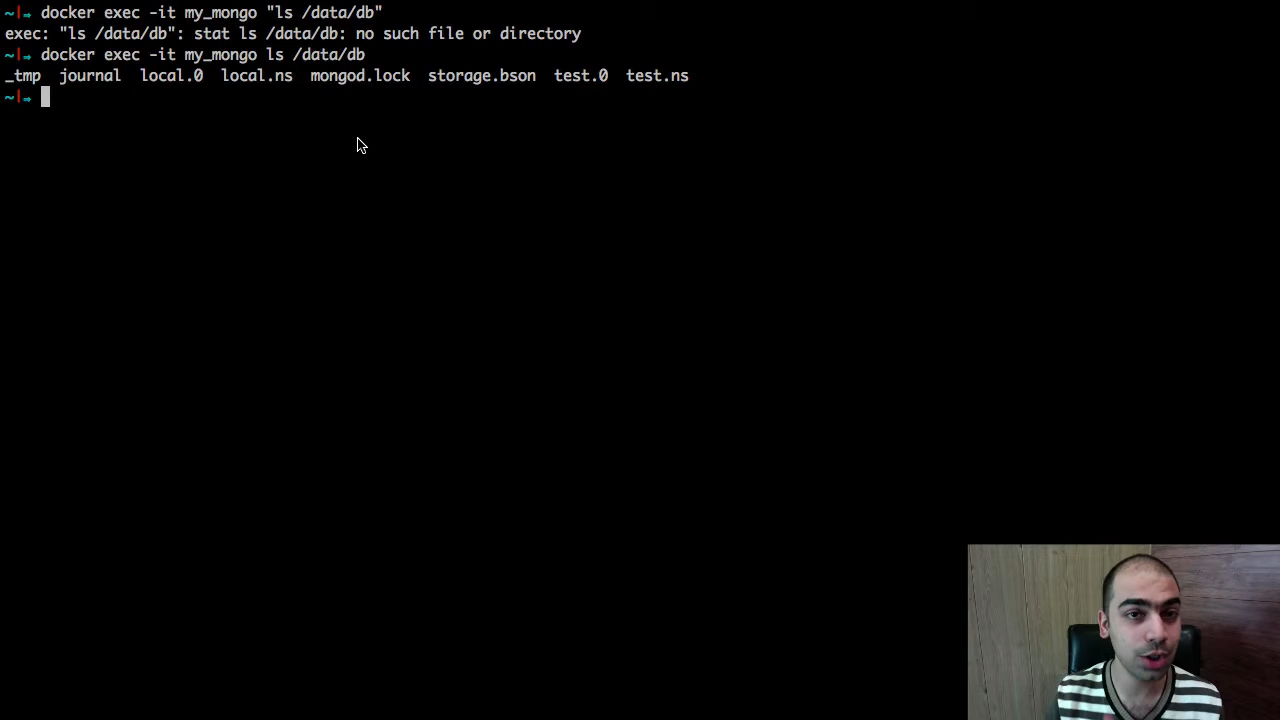 ~|⇒ docker exec -it my_mongo "ls /data/db"
exec: "ls /data/db": stat ls /data/db: no such file or directory
~|⇒ docker exec -it my_mongo ls /data/db
_tmp journal local.0 local.ns mongod.lock storage.bson test.0 test.ns
~|⇒